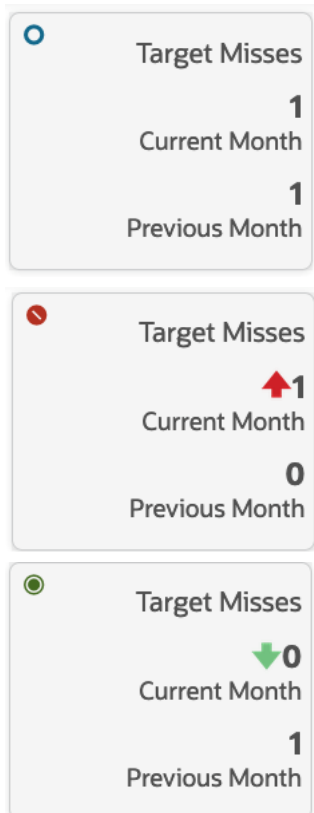 Target Misses
1
Current Month
1
Previous Month
Target Misses
1
Current Month
0
Previous Month
Target Misses
0
Current Month
1
Previous Month